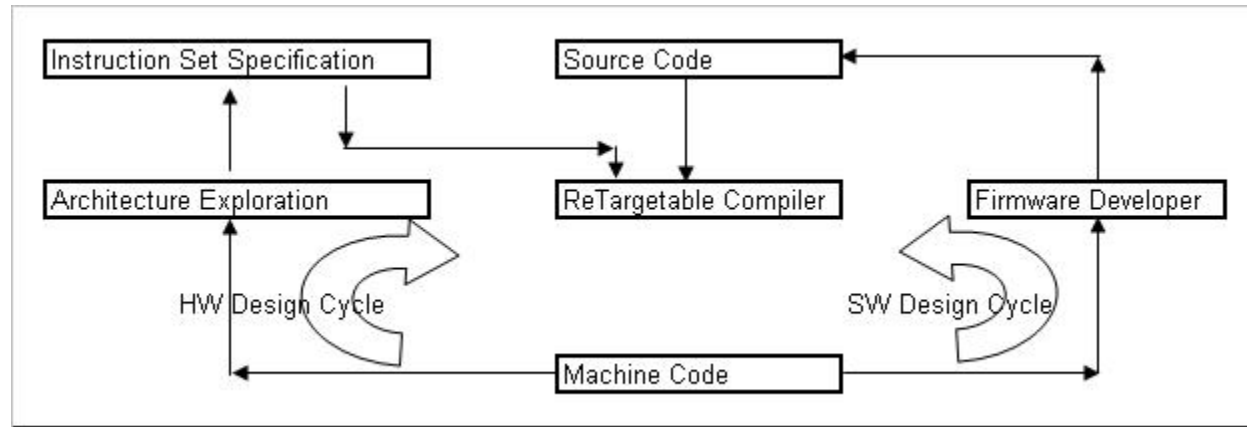 Instruction Set Specification
Source Code
Architecture Exploration
ReTargetable Compiler
Firmware Developer
HW Design Cycle
SW Design Cycle
Machine Code